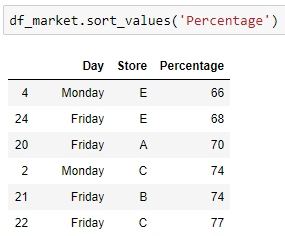 df_market.sort_values('Percentage')
Day Store Percentage
4 Monday E 66
24 Friday E 68
20 Friday A 70
2 Monday C 74
21 Friday B 74
22 Friday C 77